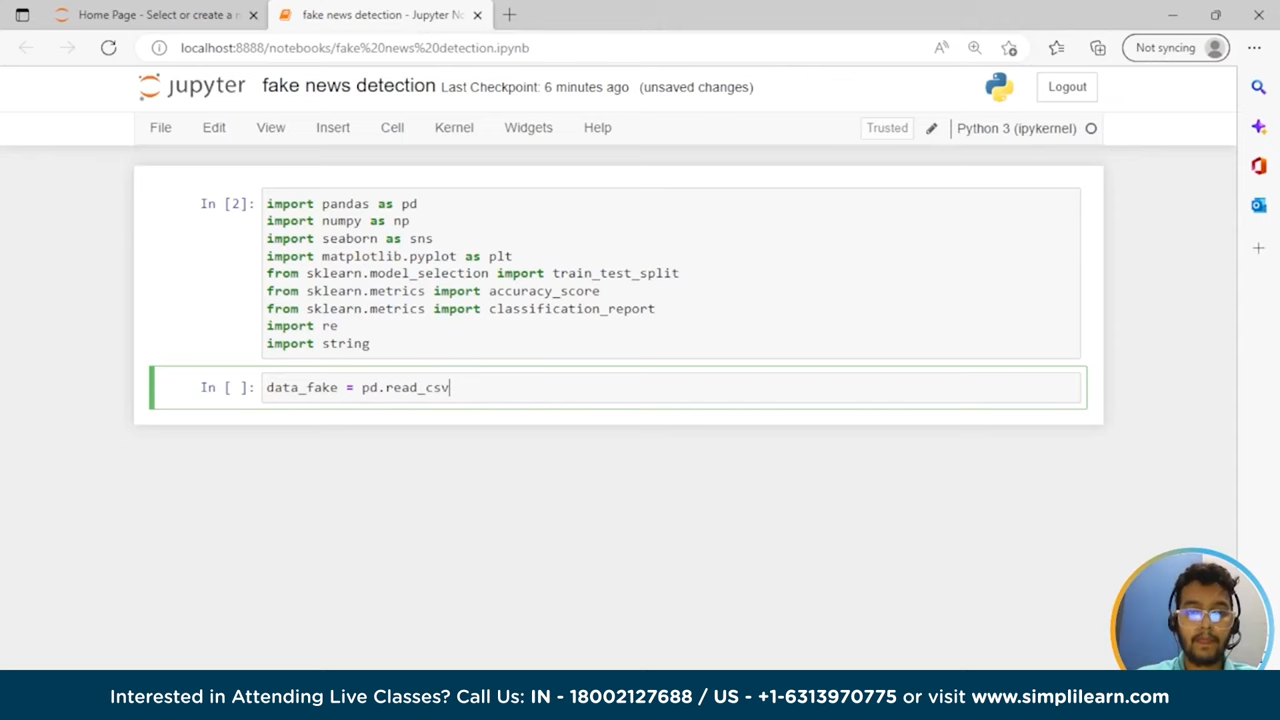 Home Page - Select or create a n
fake news detection - Jupyter No
localhost:8888/notebooks/fake%20news%20detection.ipynb
Not syncing
jupyter fake news detection Last Checkpoint: 6 minutes ago (unsaved changes)
Logout
File Edit View Insert Cell Kernel Widgets Help
Trusted
Python 3 (ipykernel)
In [2]: import pandas as pd
import numpy as np
import seaborn as sns
import matplotlib.pyplot as plt
from sklearn.model_selection import train_test_split
from sklearn.metrics import accuracy_score
from sklearn.metrics import classification_report
import re
import string
In [ ]: data_fake = pd.read_csv
Interested in Attending Live Classes? Call Us: IN - 18002127688 / US - +1-6313970775 or visit www.simplilearn.com